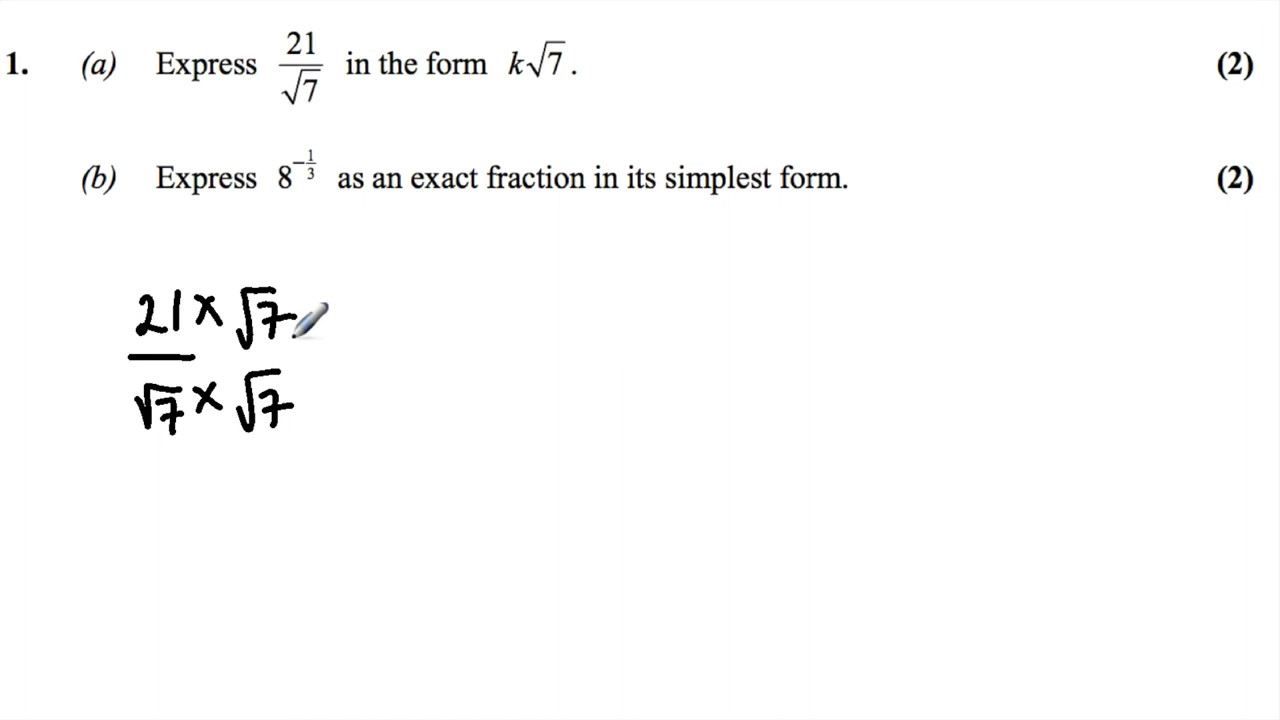 1. (a) Express 21/√7 in the form k√7. (2)
(b) Express 8^(-1/3) as an exact fraction in its simplest form. (2)
21 × √7
√7 × √7